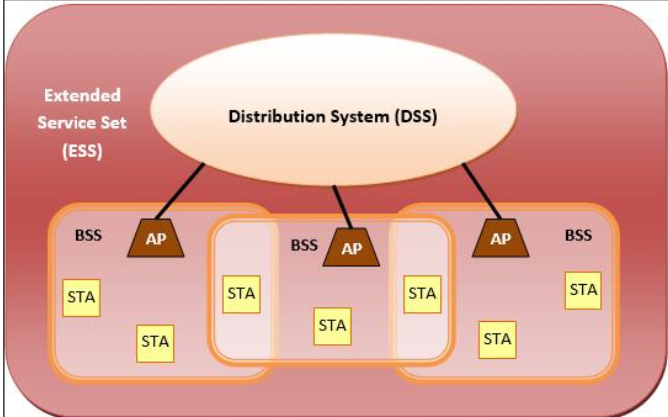 Extended
Service Set
(ESS)
Distribution System (DSS)
BSS
AP
BSS
AP
AP
BSS
STA
STA
STA
STA
STA
STA
STA